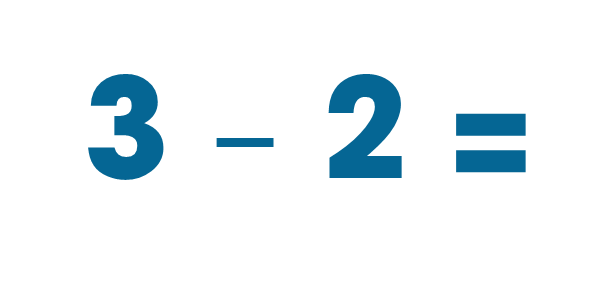 3 – 2 =